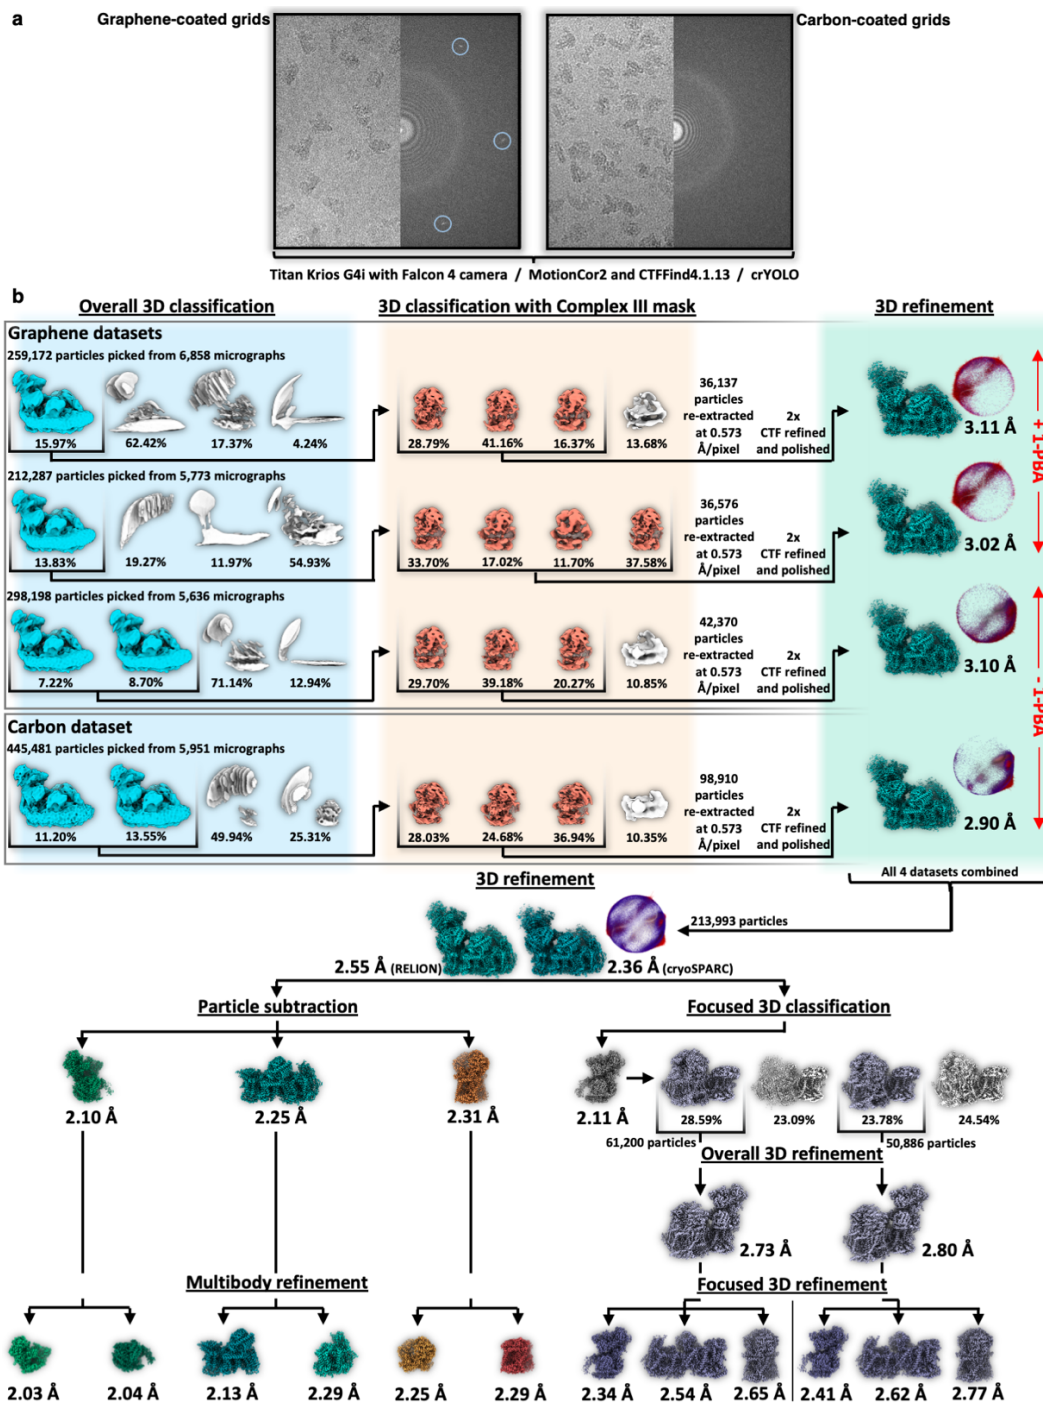 a
Graphene-coated grids
Carbon-coated grids
Titan Krios G4i with Falcon 4 camera / MotionCor2 and CTFFind4.1.13 / crYOLO
b
Overall 3D classification
3D classification with Complex III mask
3D refinement
Graphene datasets
259,172 particles picked from 6,858 micrographs
15.97%
62.42%
17.37%
4.24%
28.79%
41.16%
16.37%
13.68%
36,137
particles
re-extracted
at 0.573
Å/pixel
2x
CTF refined
and polished
3.11 Å
212,287 particles picked from 5,773 micrographs
13.83%
19.27%
11.97%
54.93%
33.70%
17.02%
11.70%
37.58%
36,576
particles
re-extracted
at 0.573
Å/pixel
2x
CTF refined
and polished
3.02 Å
+ 1-PBA
298,198 particles picked from 5,636 micrographs
7.22%
8.70%
71.14%
12.94%
29.70%
39.18%
20.27%
10.85%
42,370
particles
re-extracted
at 0.573
Å/pixel
2x
CTF refined
and polished
3.10 Å
- 1-PBA
Carbon dataset
445,481 particles picked from 5,951 micrographs
11.20%
13.55%
49.94%
25.31%
28.03%
24.68%
36.94%
10.35%
98,910
particles
re-extracted
at 0.573
Å/pixel
2x
CTF refined
and polished
2.90 Å
All 4 datasets combined
3D refinement
213,993 particles
2.55 Å (RELION)
2.36 Å (cryoSPARC)
Particle subtraction
Focused 3D classification
2.10 Å
2.25 Å
2.31 Å
2.11 Å
28.59%
23.09%
23.78%
24.54%
61,200 particles
50,886 particles
Overall 3D refinement
2.73 Å
2.80 Å
Multibody refinement
Focused 3D refinement
2.03 Å
2.04 Å
2.13 Å
2.29 Å
2.25 Å
2.29 Å
2.34 Å
2.54 Å
2.65 Å
2.41 Å
2.62 Å
2.77 Å